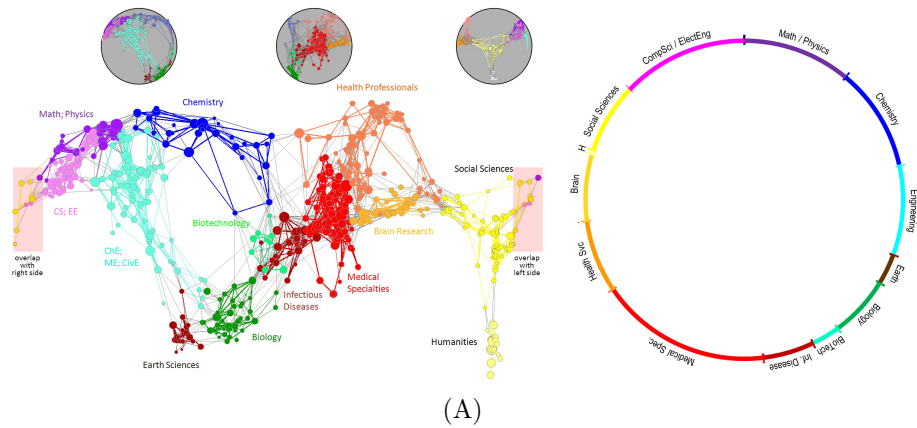 Health Professionals
Chemistry
Math; Physics
Social Sciences
CS; EE
Biotechnology
Brain Research
overlap
with
right side
overlap
with
left side
ChE;
ME; CivE
Medical
Specialties
Infectious
Diseases
Biology
Humanities
Earth Sciences
CompSci / ElectEng
Math / Physics
Chemistry
Engineering
Earth
Biology
BioTech
Inf. Disease
Medical Spec.
Health Svc
Brain
H
Social Sciences
(A)